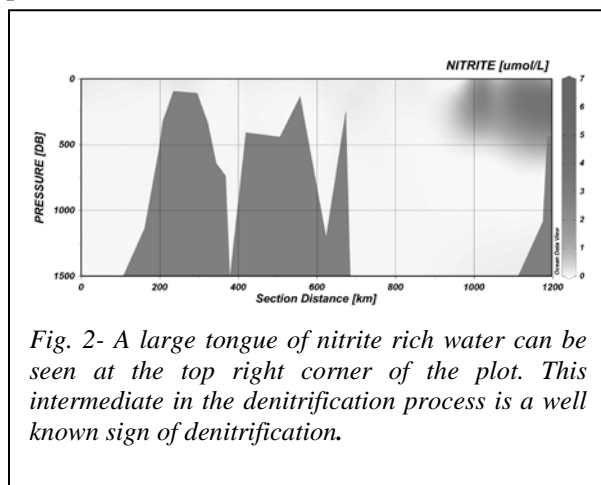 NITRITE [umol/L]
0
500
1000
1500
PRESSURE [DB]
0
200
400
600
800
1000
1200
Section Distance [km]
7
6
5
4
3
2
1
0
Ocean Data View
Fig. 2- A large tongue of nitrite rich water can be
seen at the top right corner of the plot. This
intermediate in the denitrification process is a well
known sign of denitrification.